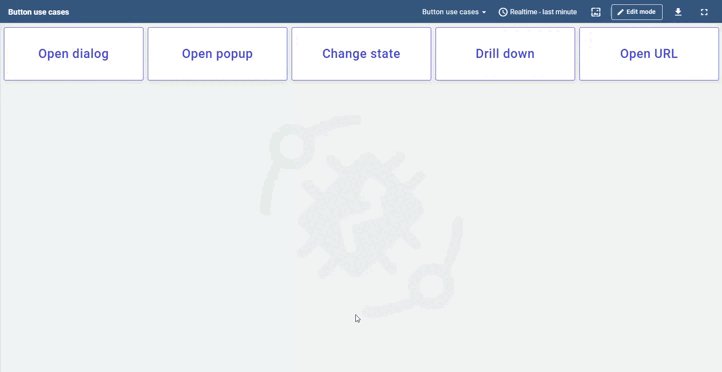 Button use cases
Button use cases
Realtime - last minute
Edit mode
Open dialog
Open popup
Change state
Drill down
Open URL